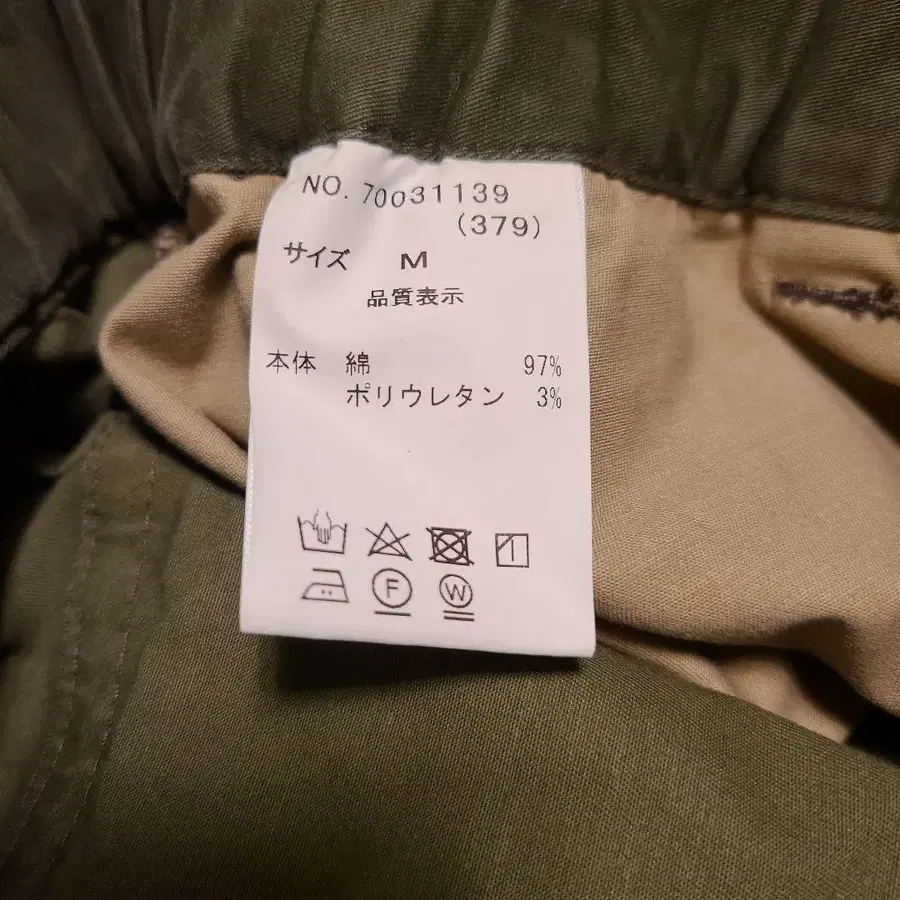 NO. 70031139
(379)
サイズ M
品質表示
本体 綿 97%
ポリウレタン 3%
F W